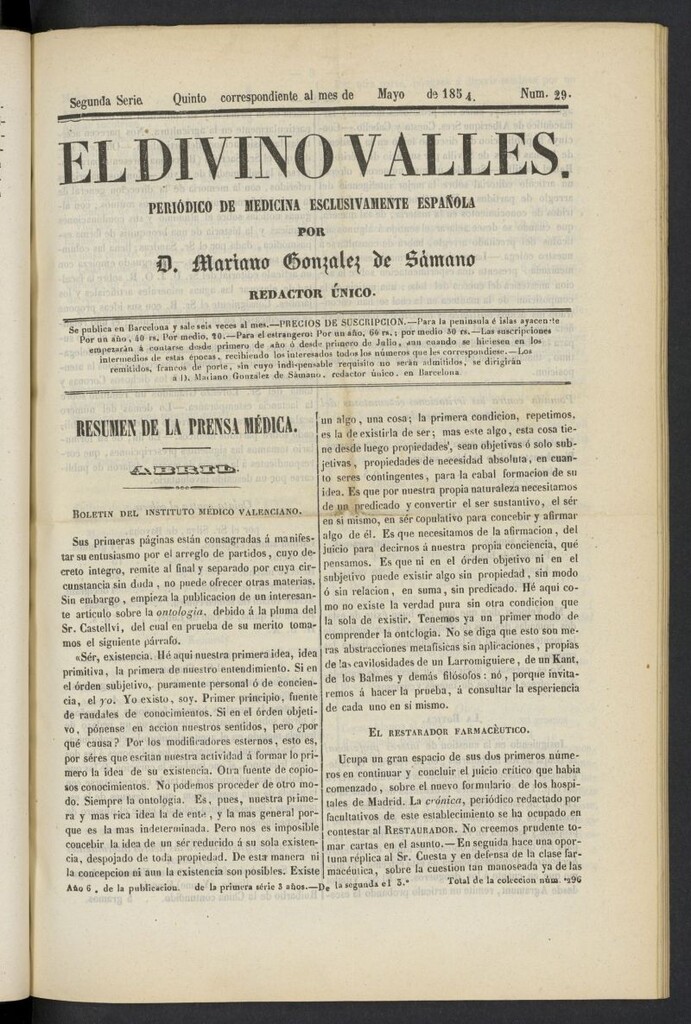 Segunda Serie Quinto correspondiente al mes de Mayo de 1854. Num. 29.
EL DIVINO VALLES.
PERIÓDICO DE MEDICINA ESCLUSIVAMENTE ESPAÑOLA
POR
D. Mariano Gonzalez de Sámano
REDACTOR ÚNICO.
Se publica en Barcelona y sale seis veces al mes.—PRECIOS DE SUSCRIPCION.—Para la peninsula é islas ayacente
Por un año, 40 rs. Por medio, 20.—Para el estrangero: Por un año, 60 rs.; por medio 30 rs.—Las suscripciones
empezarán á contarse desde primero de año ó desde primero de Julio, aun cuando se hiciesen en los
intermedios de estas épocas, recibiendo los interesados todos los números que les correspondiese.—Los
remitidos, francos de porte, sin cuyo indispensable requisito no serán admitidos, se dirigirán
á D. Mariano Gonzalez de Sámano, redactor único, en Barcelona.
RESUMEN DE LA PRENSA MÉDICA.
ABRIL.
BOLETIN DEL INSTITUTO MÉDICO VALENCIANO.
Sus primeras páginas están consagradas á manifes-
tar su entusiasmo por el arreglo de partidos, cuyo de-
creto integro, remite al final y separado por cuya cir-
cunstancia sin duda, no puede ofrecer otras materias.
Sin embargo, empieza la publicacion de un interesan-
te artículo sobre la ontologia, debido á la pluma del
Sr. Castellví, del cual en prueba de su merito toma-
mos el siguiente párrafo.
«Sér, existencia. Hé aqui nuestra primera idea, idea
primitiva, la primera de nuestro entendimiento. Si en
el órden subjetivo, puramente personal ó de concien-
cia, el yo. Yo existo, soy. Primer principio, fuente
de raudales de conocimientos. Si en el órden objeti-
vo, pónense en accion nuestros sentidos, pero ¿por
qué causa? Por los modificadores esternos, esto es,
por séres que escitan nuestra actividad á formar lo pri-
mero la idea de su existencia. Otra fuente de copio-
sos conocimientos. No podemos proceder de otro mo-
do. Siempre la ontologia. Es, pues, nuestra prime-
ra y mas rica idea la de ente, y la mas general por-
que es la mas indeterminada. Pero nos es imposible
concebir la idea de un sér reducido á su sola existen-
cia, despojado de toda propiedad. De esta manera ni
la concepcion ni aun la existencia son posibles. Existe
un algo, una cosa; la primera condicion, repetimos,
es la de existir la de ser; mas este algo, esta cosa tie-
ne desde luego propiedades, sean objetivas ó solo sub-
jetivas, propiedades de necesidad absoluta, en cuan-
to seres contingentes, para la cabal formacion de su
idea. Es que por nuestra propia naturaleza necesitamos
de un predicado y convertir el ser sustantivo, el sér
en si mismo, en sér copulativo para concebir y afirmar
algo de él. Es que necesitamos de la afirmacion, del
juicio para decirnos á nuestra propia conciencia, qué
pensamos. Es que ni en el órden objetivo ni en el
subjetivo puede existir algo sin propiedad, sin modo
ó sin relacion, en suma, sin predicado. Hé aquí co-
mo no existe la verdad pura sin otra condicion que
la sola de existir. Tenemos ya un primer modo de
comprender la ontologia. No se diga que esto son me-
ras abstracciones metafísicas sin aplicaciones, propias
de las cavilosidades de un Larromiguiere, de un Kant,
de los Balmes y demás filósofos: nó, porque invita-
remos á hacer la prueba, á consultar la esperiencia
de cada uno en si mismo.
EL RESTARADOR FARMACÈUTICO.
Ocupa un gran espacio de sus dos primeros núme-
ros en continuar y concluir el juicio crítico que habia
comenzado, sobre el nuevo formulario de los hospi-
tales de Madrid. La crónica, periódico redactado por
facultativos de este establecimiento se ha ocupado en
contestar al RESTAURADOR. No creemos prudente to-
mar cartas en el asunto.—En seguida hace una opor-
tuna réplica al Sr. Cuesta y en defensa de la clase far-
macéutica, sobre la cuestion tan manoseada ya de las
Año 6, de la publicacion. de la primera série 3 años.—De la segunda el 3.º Total de la coleccion núm. 296